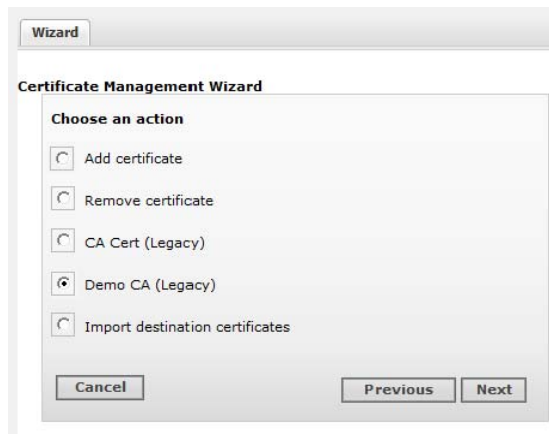 Wizard
Certificate Management Wizard
Choose an action
Add certificate
Remove certificate
CA Cert (Legacy)
Demo CA (Legacy)
Import destination certificates
Cancel Previous Next